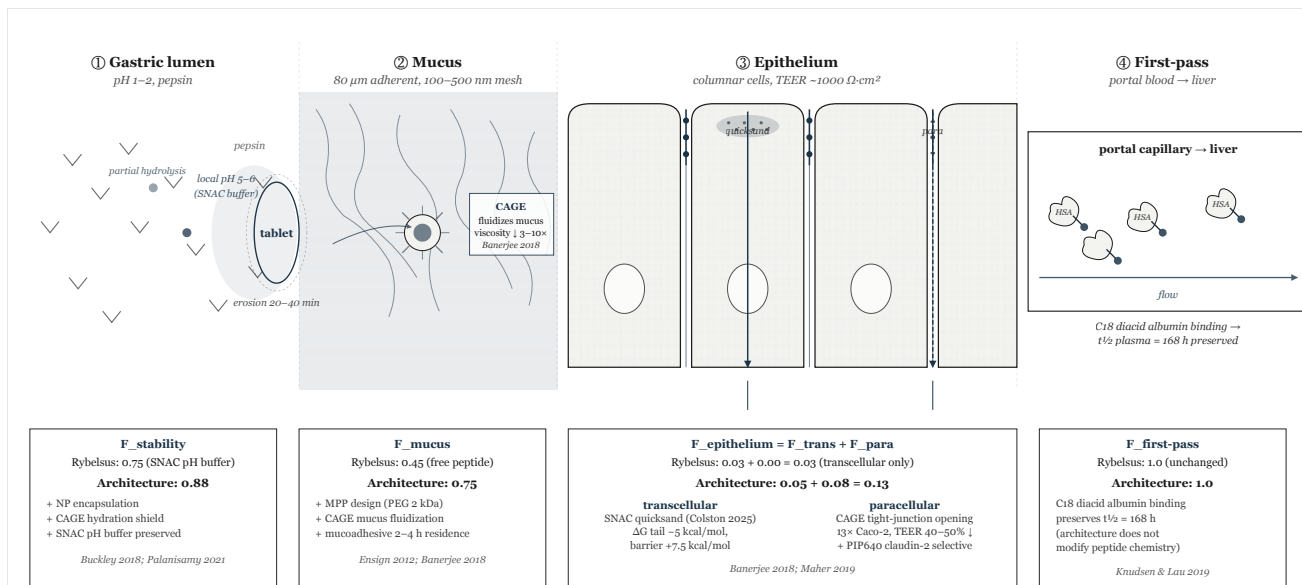 ① Gastric lumen
pH 1–2, pepsin
② Mucus
80 µm adherent, 100–500 nm mesh
③ Epithelium
columnar cells, TEER ~1000 Ω·cm²
④ First-pass
portal blood → liver
pepsin
partial hydrolysis
local pH 5–6
(SNAC buffer)
tablet
erosion 20–40 min
CAGE
fluidizes mucus
viscosity ↓ 3–10×
Banerjee 2018
quicksand
para
portal capillary → liver
HSA
HSA
HSA
flow
C18 diacid albumin binding →
t½ plasma = 168 h preserved
F_stability
Rybelsus: 0.75 (SNAC pH buffer)
Architecture: 0.88
+ NP encapsulation
+ CAGE hydration shield
+ SNAC pH buffer preserved
Buckley 2018; Palanisamy 2021
F_mucus
Rybelsus: 0.45 (free peptide)
Architecture: 0.75
+ MPP design (PEG 2 kDa)
+ CAGE mucus fluidization
+ mucoadhesive 2–4 h residence
Ensign 2012; Banerjee 2018
F_epithelium = F_trans + F_para
Rybelsus: 0.03 + 0.00 = 0.03 (transcellular only)
Architecture: 0.05 + 0.08 = 0.13
transcellular
SNAC quicksand (Colston 2025)
ΔG tail −5 kcal/mol,
barrier +7.5 kcal/mol
paracellular
CAGE tight-junction opening
13× Caco-2, TEER 40–50% ↓
+ PIP640 claudin-2 selective
Banerjee 2018; Maher 2019
F_first-pass
Rybelsus: 1.0 (unchanged)
Architecture: 1.0
C18 diacid albumin binding
preserves t½ = 168 h
(architecture does not
modify peptide chemistry)
Knudsen & Lau 2019